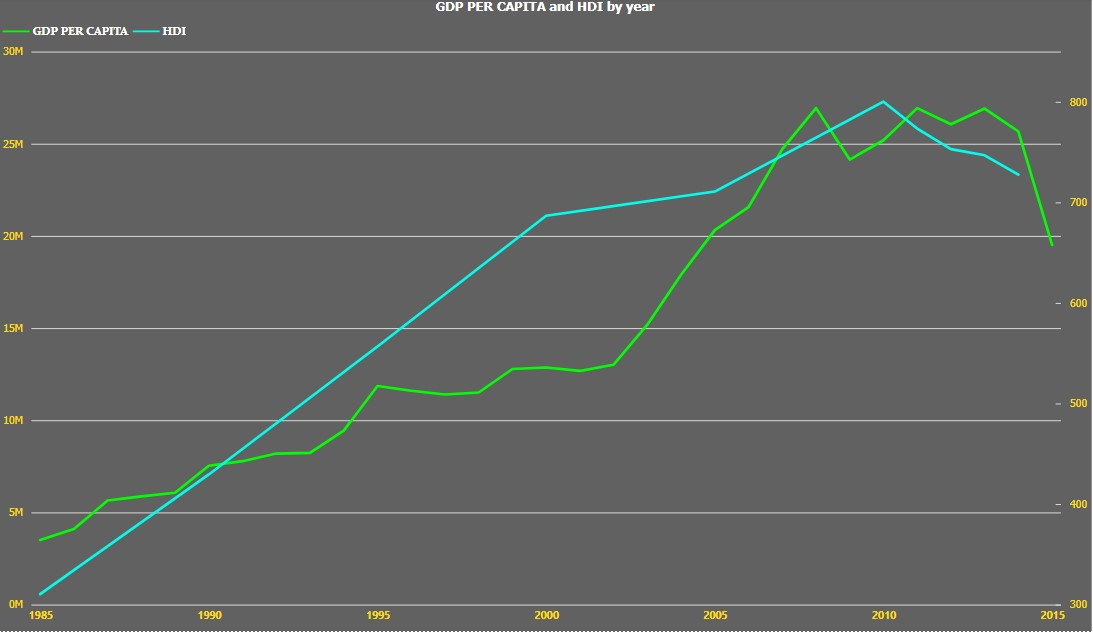 GDP PER CAPITA and HDI by year
GDP PER CAPITA HDI
30M
800
25M
700
20M
600
15M
500
10M
400
5M
0M 300
1985 1990 1995 2000 2005 2010 2015